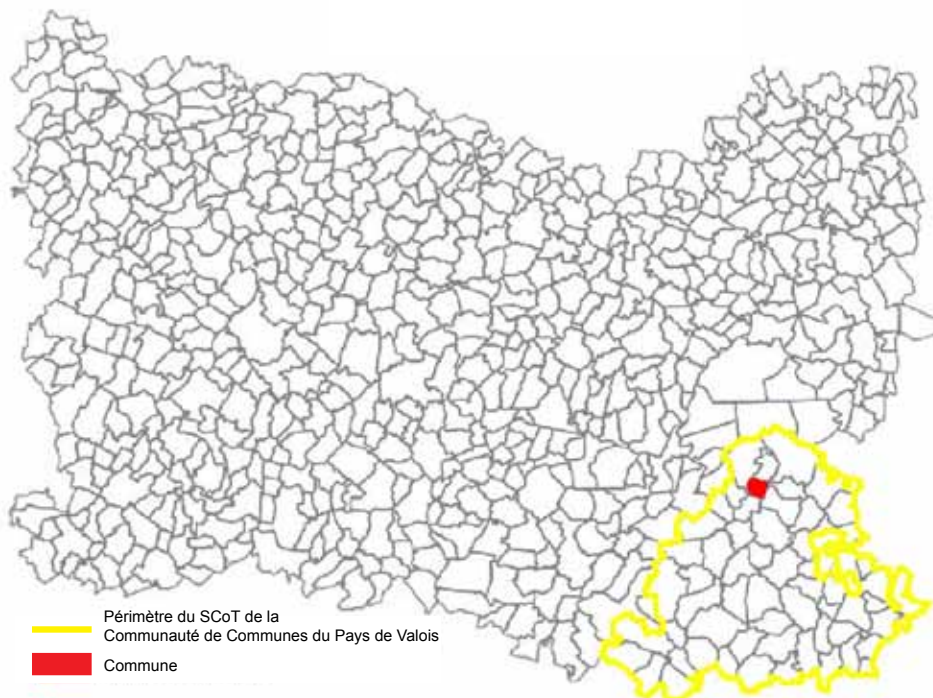 Périmètre du SCoT de la
Communauté de Communes du Pays de Valois
Commune